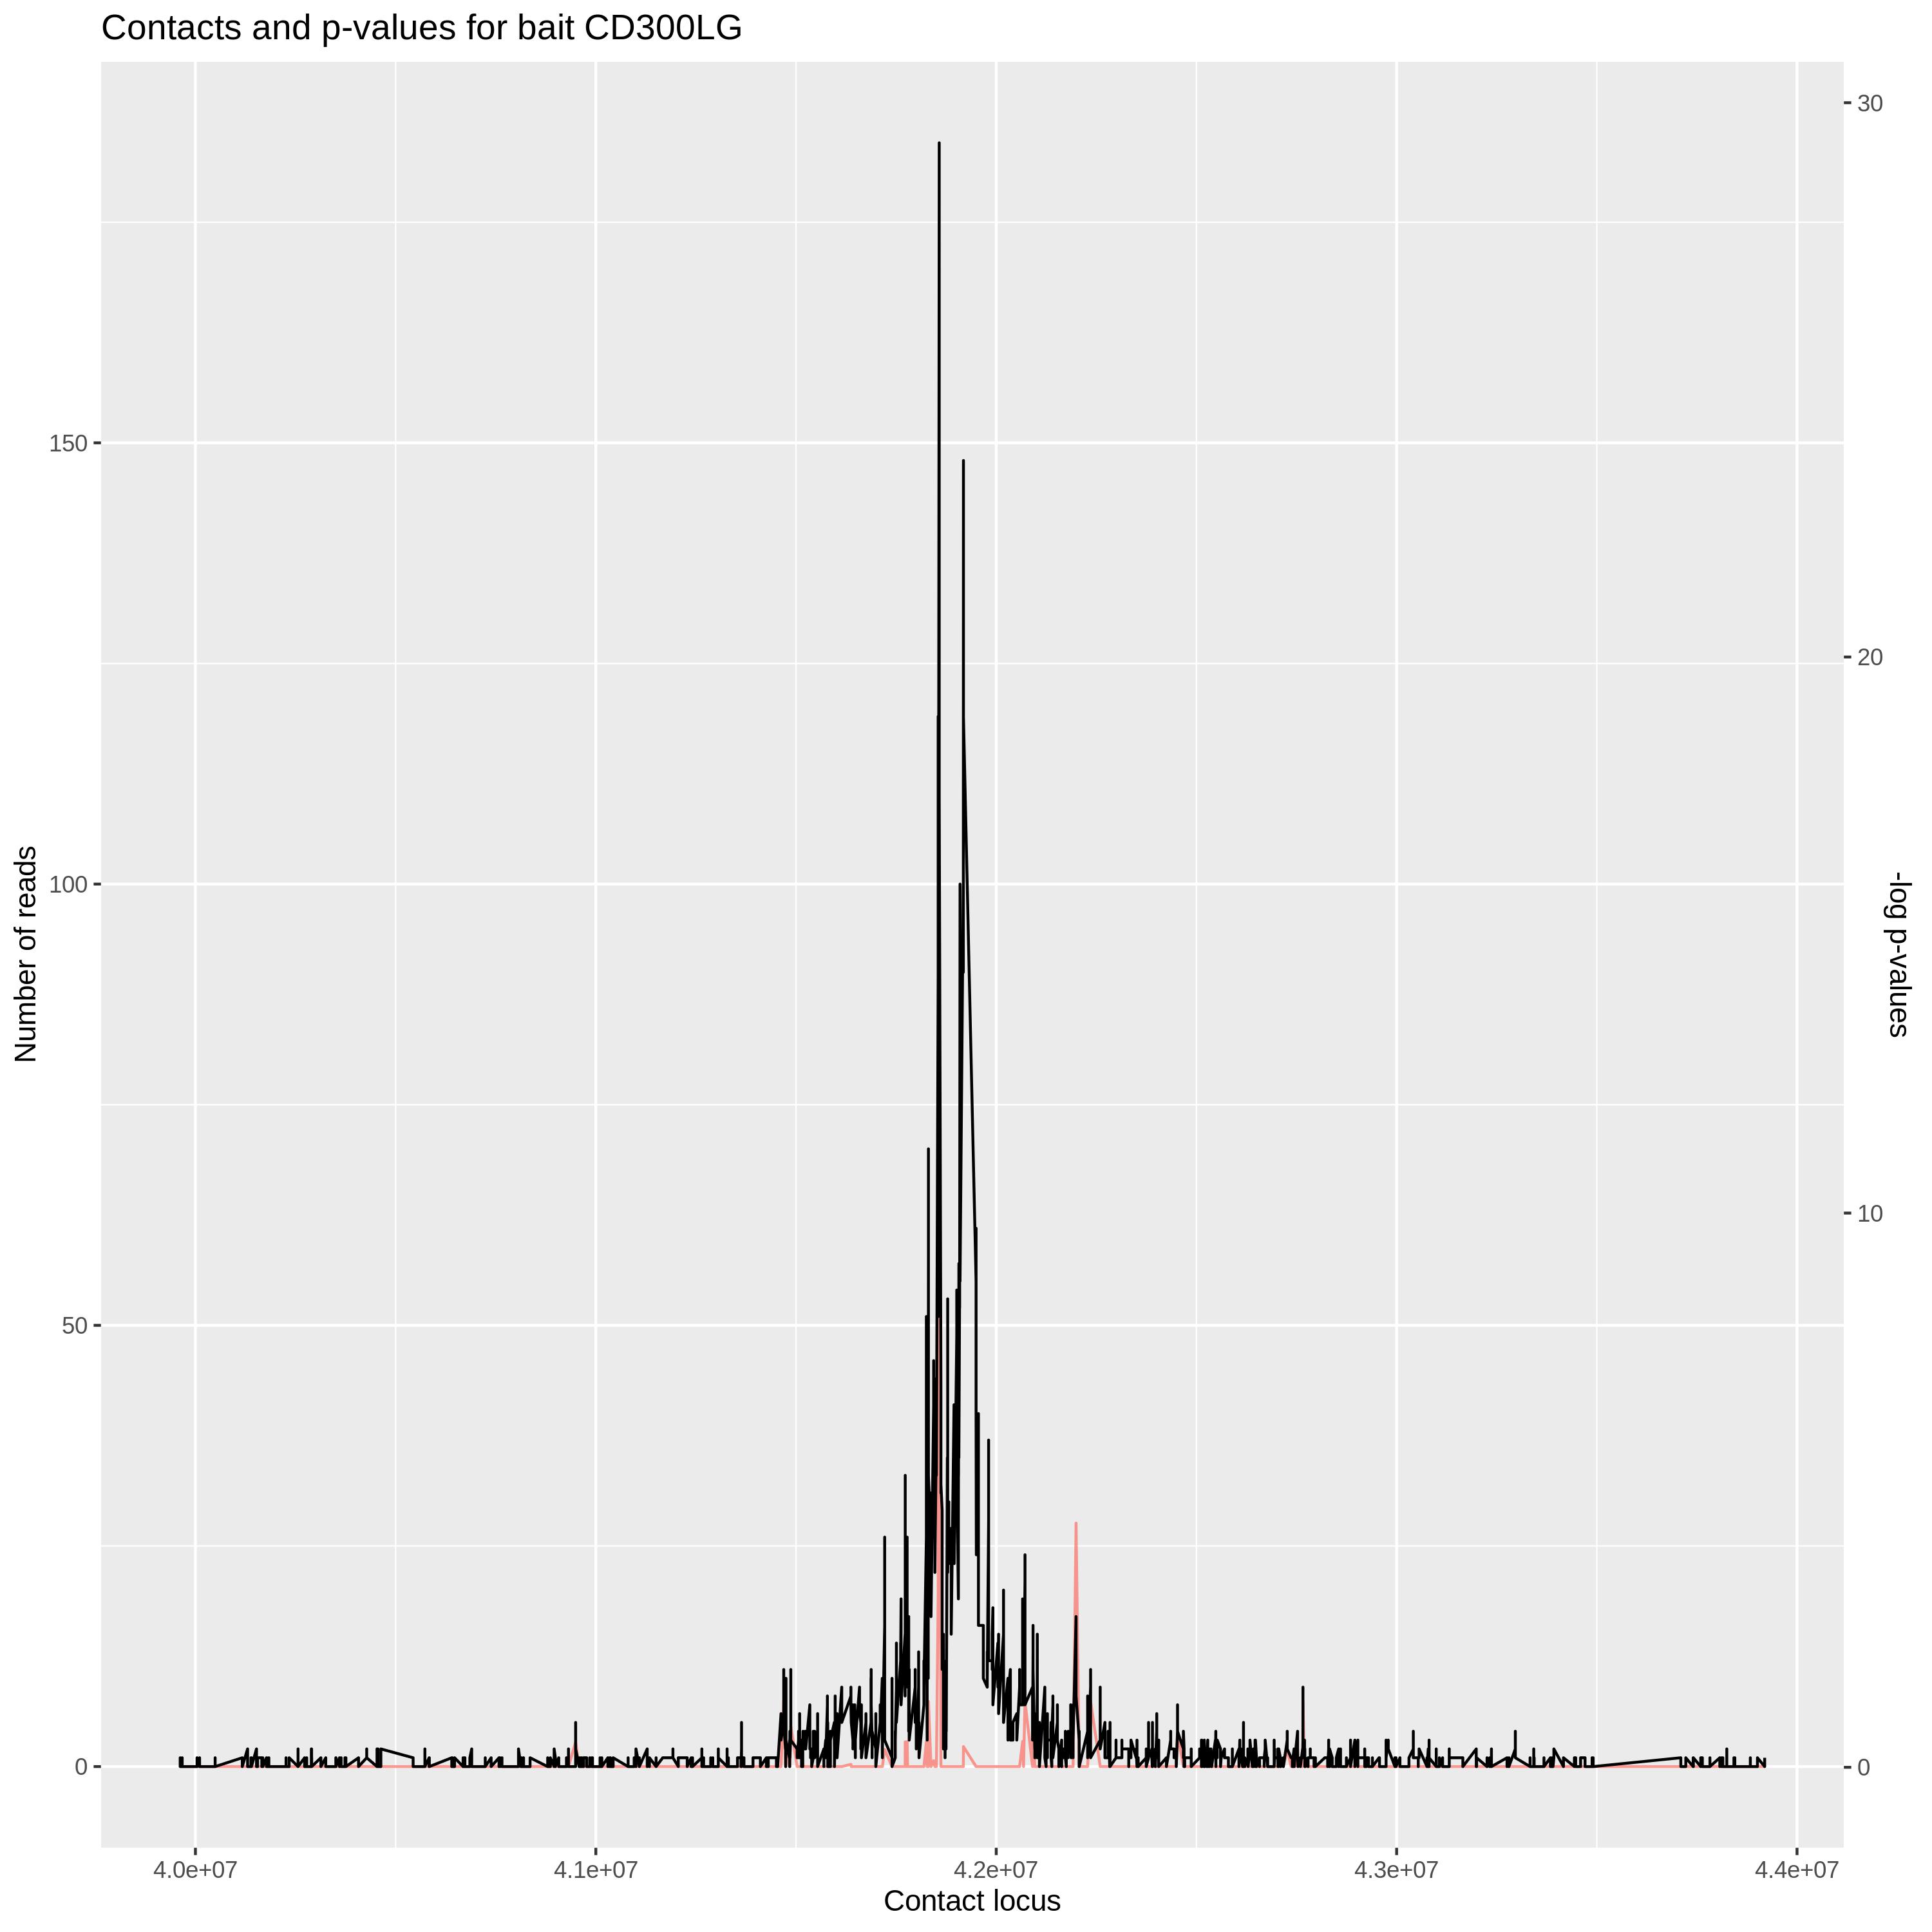 Contacts and p-values for bait CD300LG
Number of reads
150
100
50
0
30
20
10
0
-log p-values
4.0e+07
4.1e+07
4.2e+07
4.3e+07
4.4e+07
Contact locus